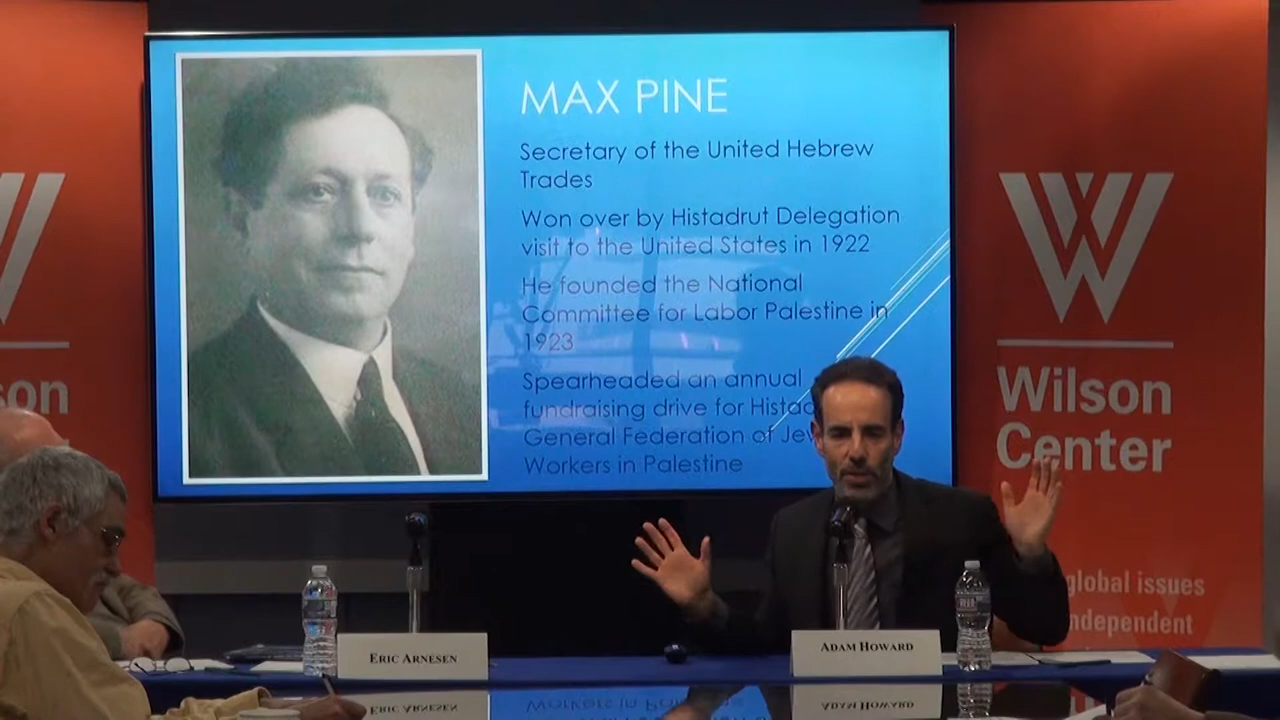 MAX PINE
Secretary of the United Hebrew
Trades
Won over by Histadrut Delegation
visit to the United States in 1922
He founded the National
Committee for Labor Palestine in
1923
Spearheaded an annual
fundraising drive for
General Federation of
Workers in Palestine
W
Wilson
Center
global issues
ERIC ARNESEN
ADAM HOWARD